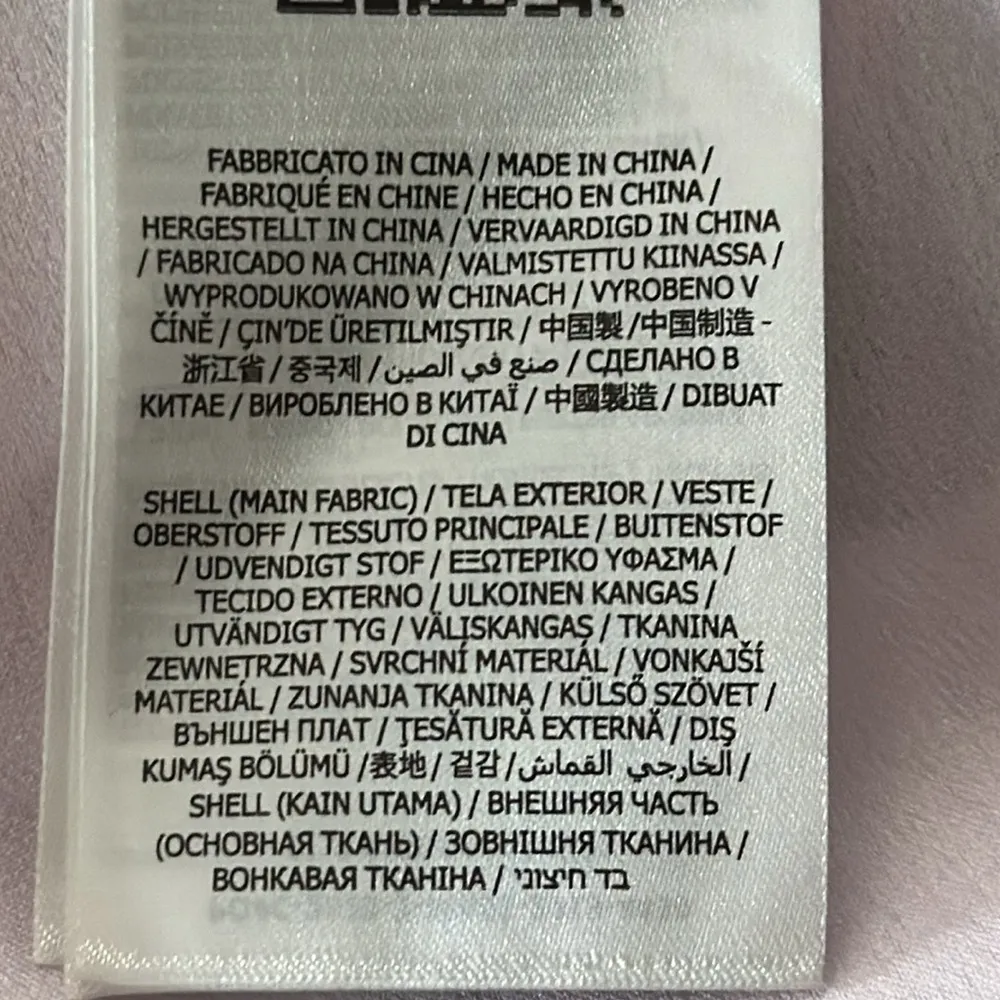 FABBRICATO IN CINA / MADE IN CHINA /
FABRIQUÉ EN CHINE / HECHO EN CHINA /
HERGESTELLT IN CHINA / VERVAARDIGD IN CHINA
/ FABRICADO NA CHINA / VALMISTETTU KIINASSA /
WYPRODUKOWANO W CHINACH / VYROBENO V
ČÍNĚ / ÇIN'DE ÜRETILMIŞTIR / 中国製 /中国制造 -
浙江省 / 중국제 / صنع في الصين / СДЕЛАНО В
КИТАЕ / ВИРОБЛЕНО В КИТАЇ / 中國製造 / DIBUAT
DI CINA
SHELL (MAIN FABRIC) / TELA EXTERIOR / VESTE /
OBERSTOFF / TESSUTO PRINCIPALE / BUITENSTOF
/ UDVENDIGT STOF / ΕΞΩΤΕΡΙΚΟ ΥΦΑΣΜΑ /
TECIDO EXTERNO / ULKOINEN KANGAS /
UTVÄNDIGT TYG / VÄLISKANGAS / TKANINA
ZEWNĘTRZNA / SVRCHNÍ MATERIÁL / VONKAJŠÍ
MATERIÁL / ZUNANJA TKANINA / KÜLSŐ SZÖVET /
ВЪНШЕН ПЛАТ / ŢESĂTURĂ EXTERNĂ / DIŞ
KUMAŞ BÖLÜMÜ /表地 / 겉감 / الخارجي القماش /
SHELL (KAIN UTAMA) / ВНЕШНЯЯ ЧАСТЬ
(ОСНОВНАЯ ТКАНЬ) / ЗОВНІШНЯ ТКАНИНА /
ВОНКАВАЯ ТКАНІНА / בד חיצוני